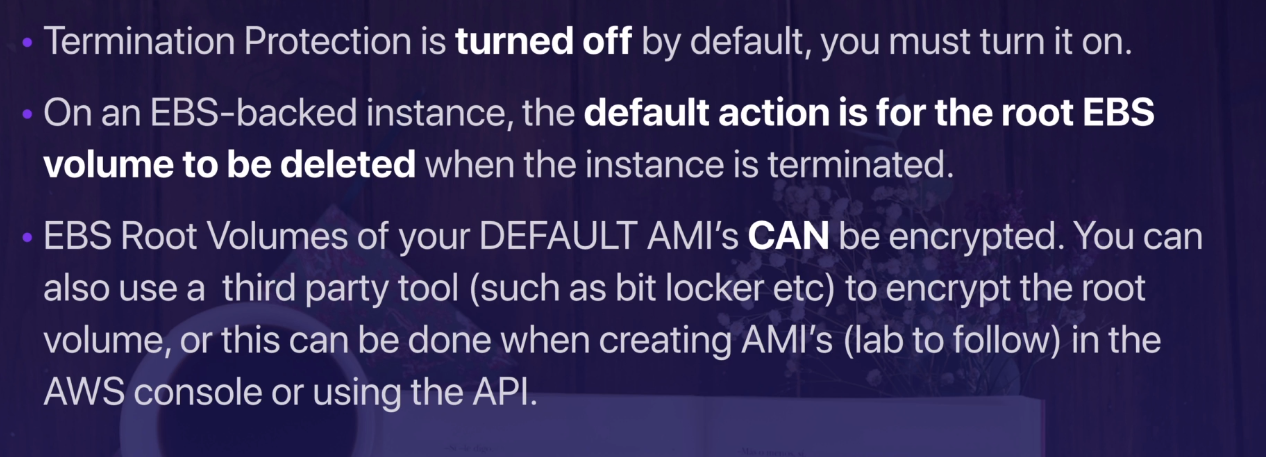 • Termination Protection is turned off by default, you must turn it on.
• On an EBS-backed instance, the default action is for the root EBS
volume to be deleted when the instance is terminated.
• EBS Root Volumes of your DEFAULT AMI’s CAN be encrypted. You can
also use a  third party tool (such as bit locker etc) to encrypt the root
volume, or this can be done when creating AMI’s (lab to follow) in the
AWS console or using the API.